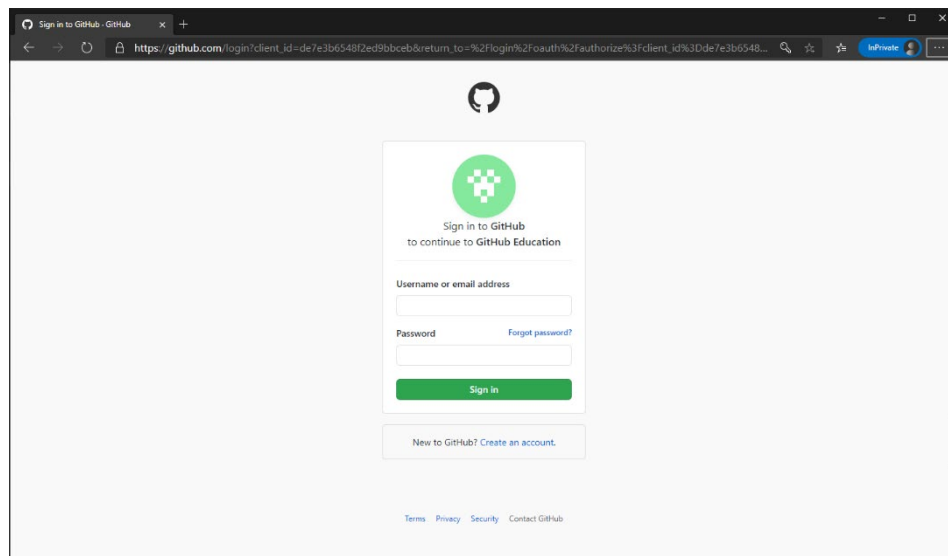 Sign in to GitHub · GitHub
https://github.com/login?client_id=de7e3b6548f2ed9bbceb&return_to=%2Flogin%2Foauth%2Fauthorize%3Fclient_id%3Dde7e3b6548...
InPrivate
Sign in to GitHub
to continue to GitHub Education
Username or email address
Password Forgot password?
Sign in
New to GitHub? Create an account.
Terms Privacy Security Contact GitHub